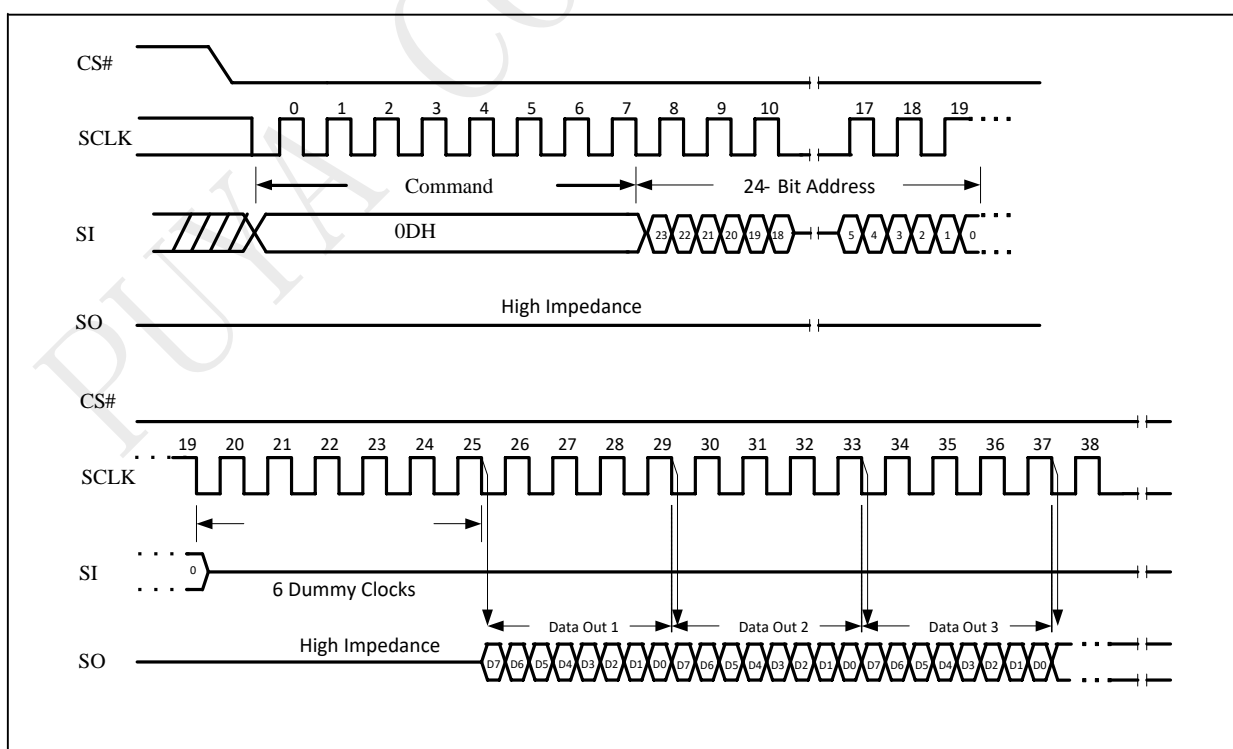 PUYA CO
CS#
0 1 2 3 4 5 6 7 8 9 10 17 18 19
SCLK
Command 24- Bit Address
SI 0DH 23 22 21 20 19 18 5 4 3 2 1 0
High Impedance
SO
CS#
19 20 21 22 23 24 25 26 27 28 29 30 31 32 33 34 35 36 37 38
SCLK
SI 0
6 Dummy Clocks
Data Out 1 Data Out 2 Data Out 3
High Impedance
SO D7 D6 D5 D4 D3 D2 D1 D0 D7 D6 D5 D4 D3 D2 D1 D0 D7 D6 D5 D4 D3 D2 D1 D0